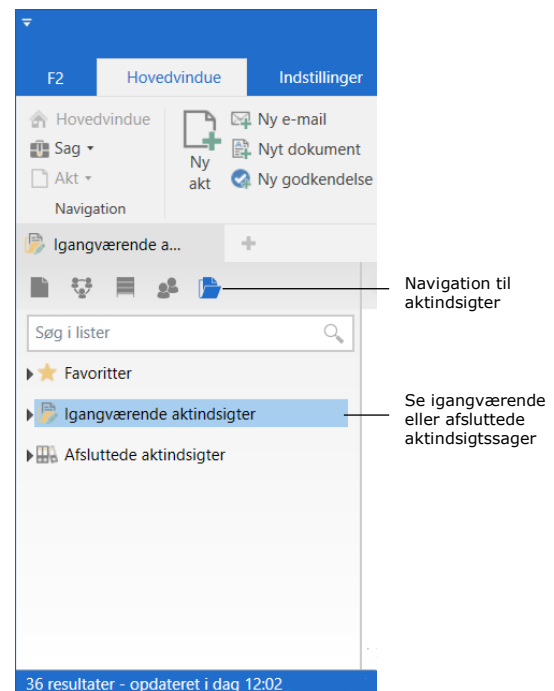 F2 Hovedvindue Indstillinger
Hovedvindue
Sag
Akt
Navigation
Ny
akt
Ny e-mail
Nyt dokument
Ny godkendelse
Igangværende a...
Navigation til
aktindsigter
Søg i lister
Favoritter
Igangværende aktindsigter
Se igangværende
eller afsluttede
aktindsigtssager
Afsluttede aktindsigter
36 resultater - opdateret i dag 12:02